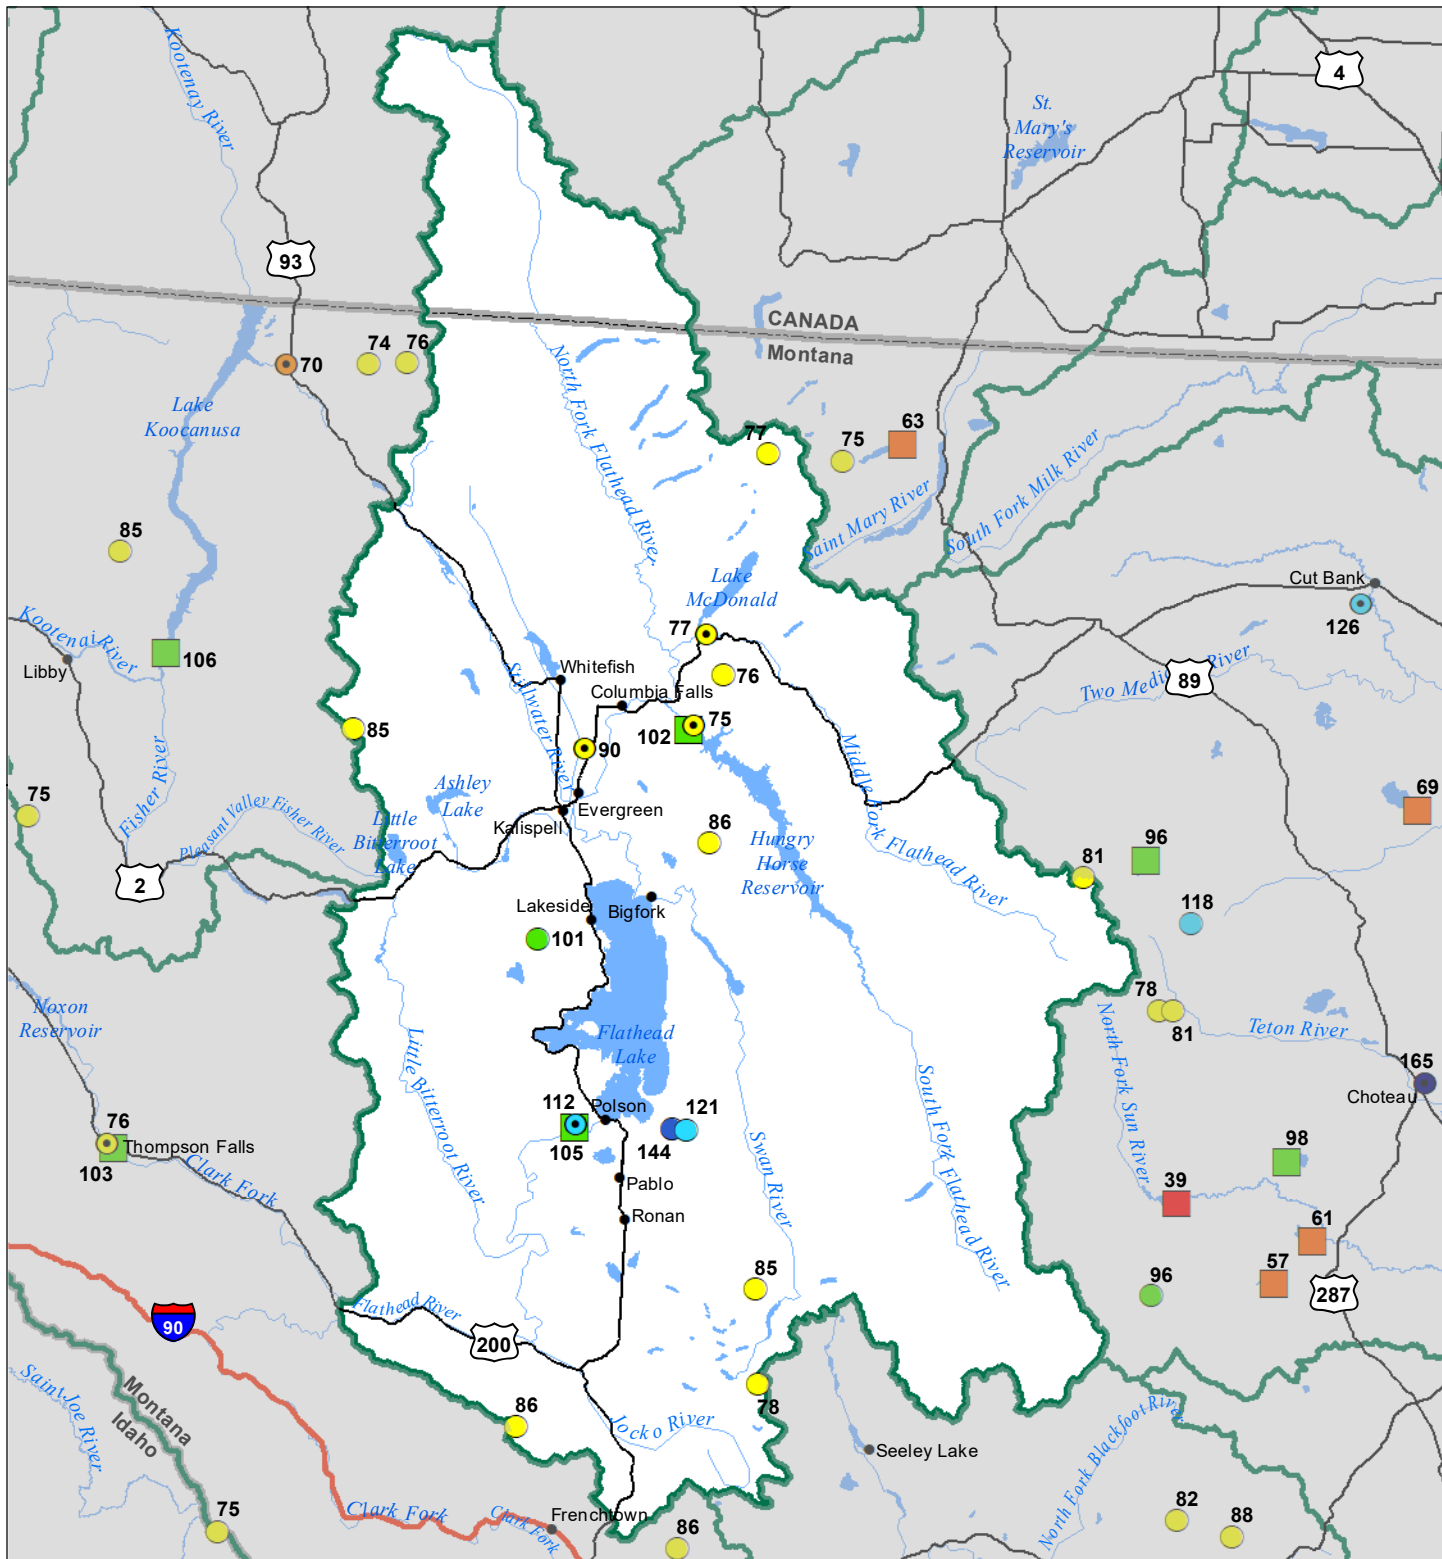 4
Kootenay River
St.
Mary's
Reservoir
93
CANADA
Montana
70
74
76
North Fork Flathead River
Lake
Koocanusa
77
75
63
Saint Mary River
South Fork Milk River
85
Lake
McDonald
Cut Bank
126
Kootenai River
Libby
106
77
76
Whitefish
Columbia Falls
Stillwater River
Two Medicine River
89
85
102
75
90
Middle Fork Flathead River
75
Fisher River
Pleasant Valley Fisher River
Ashley
Lake
Little
Bitterroot
Lake
Evergreen
Kalispell
69
86
Hungry
Horse
Reservoir
96
81
2
118
Lakeside
Bigfork
101
78
81
Teton River
Noxon
Reservoir
Little Bitterroot River
Flathead
Lake
North Fork Sun River
South Fork Flathead River
165
Choteau
76
Thompson Falls
103
Clark Fork
112
Polson
105
144
121
Swan River
98
Pablo
39
Ronan
61
57
96
287
85
90
Flathead River
200
Saint Joe River
Montana
Idaho
86
Jocko River
78
North Fork Blackfoot River
Seeley Lake
75
Clark Fork
Clark Fork
Frenchtown
86
82
88